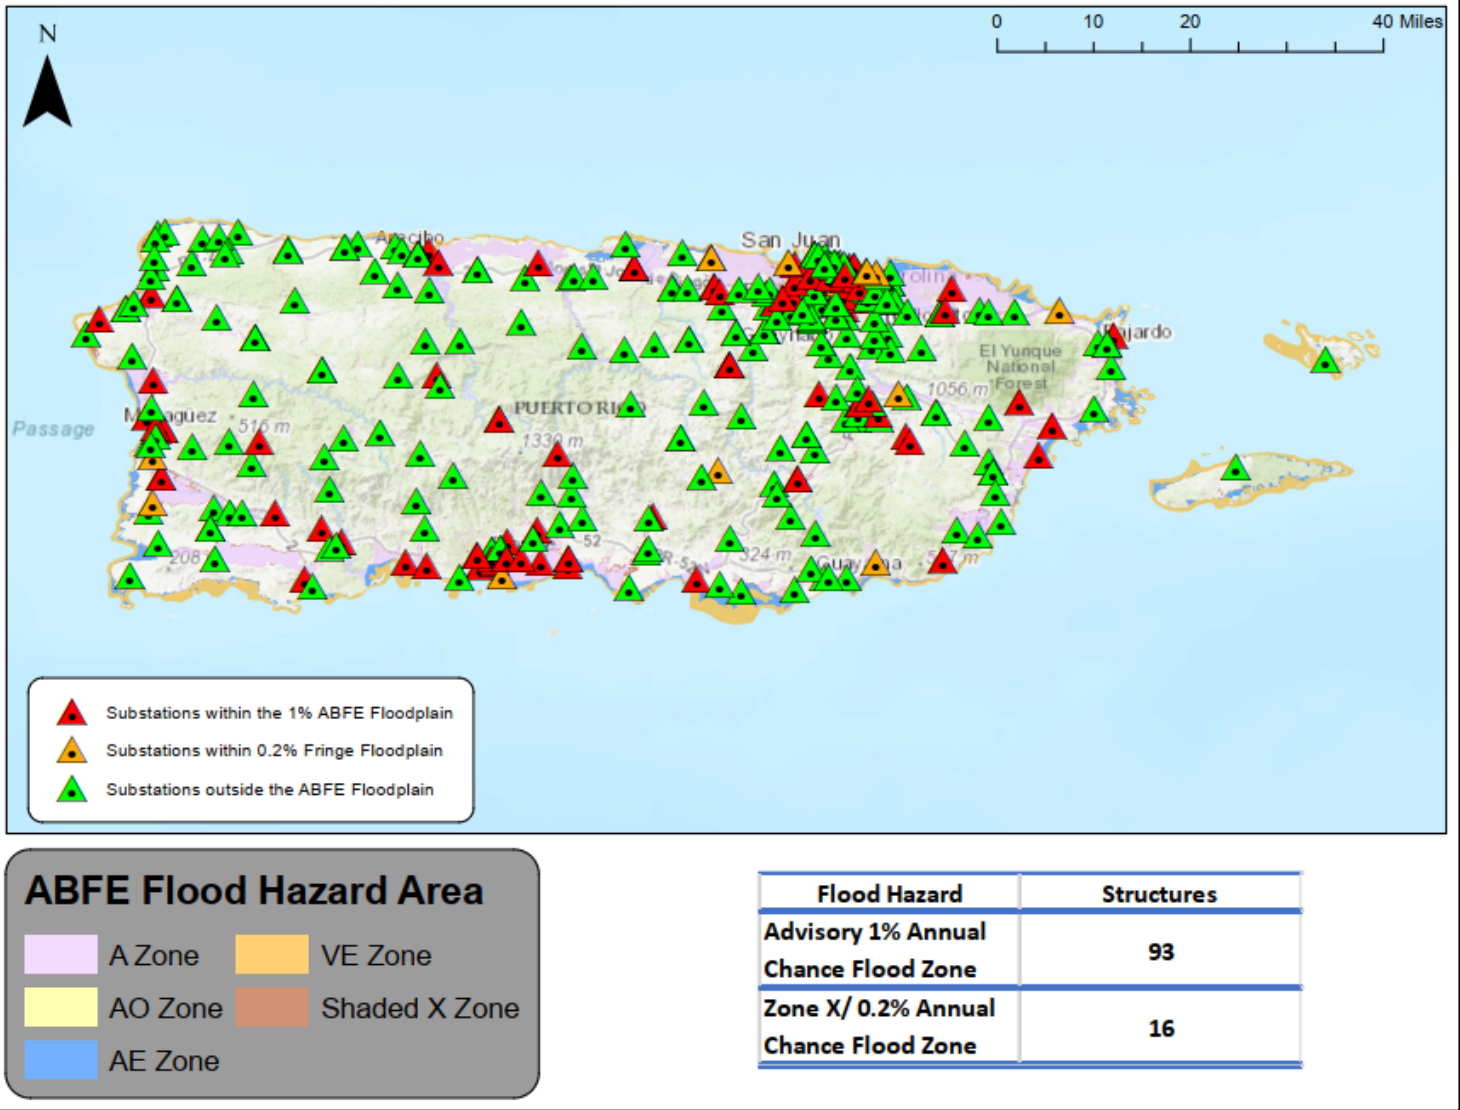 N
0 10 20 40 Miles
San Juan
El Yunque
National
Forest
1056 m
PUERTO
516 m
1330 m
Passage
208
52
324 m
Substations within the 1% ABFE Floodplain
Substations within 0.2% Fringe Floodplain
Substations outside the ABFE Floodplain
ABFE Flood Hazard Area
A Zone VE Zone
AO Zone Shaded X Zone
AE Zone
Flood Hazard Structures
Advisory 1% Annual
Chance Flood Zone 93
Zone X/ 0.2% Annual
Chance Flood Zone 16